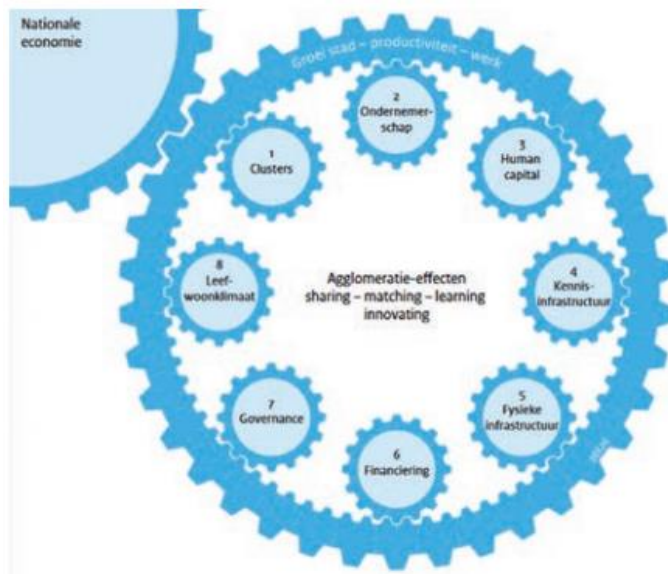 Nationale
economie
Groei stad – productiviteit – werk
2
Ondernemer-
schap
1
Clusters
3
Human
capital
8
Leef-
woonklimaat
Agglomeratie-effecten
sharing – matching – learning
innovating
4
Kennis-
infrastructuur
7
Governance
5
Fysieke
infrastructuur
6
Financiering